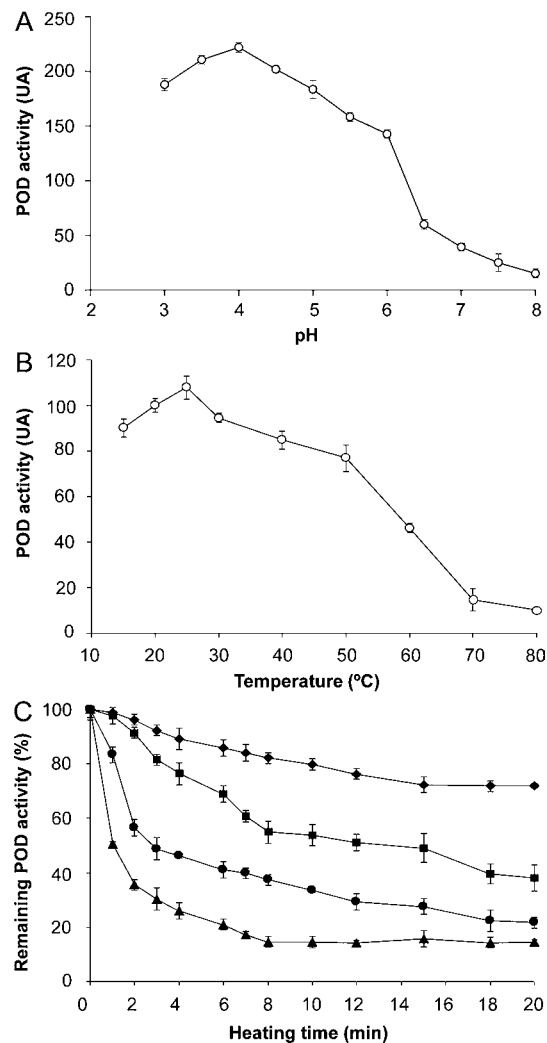 A
POD activity (UA)
250
200
150
100
50
0
2 3 4 5 6 7 8
pH
B
POD activity (UA)
120
100
80
60
40
20
0
10 20 30 40 50 60 70 80
Temperature (ºC)
C
Remaining POD activity (%)
100
80
60
40
20
0
0 2 4 6 8 10 12 14 16 18 20
Heating time (min)